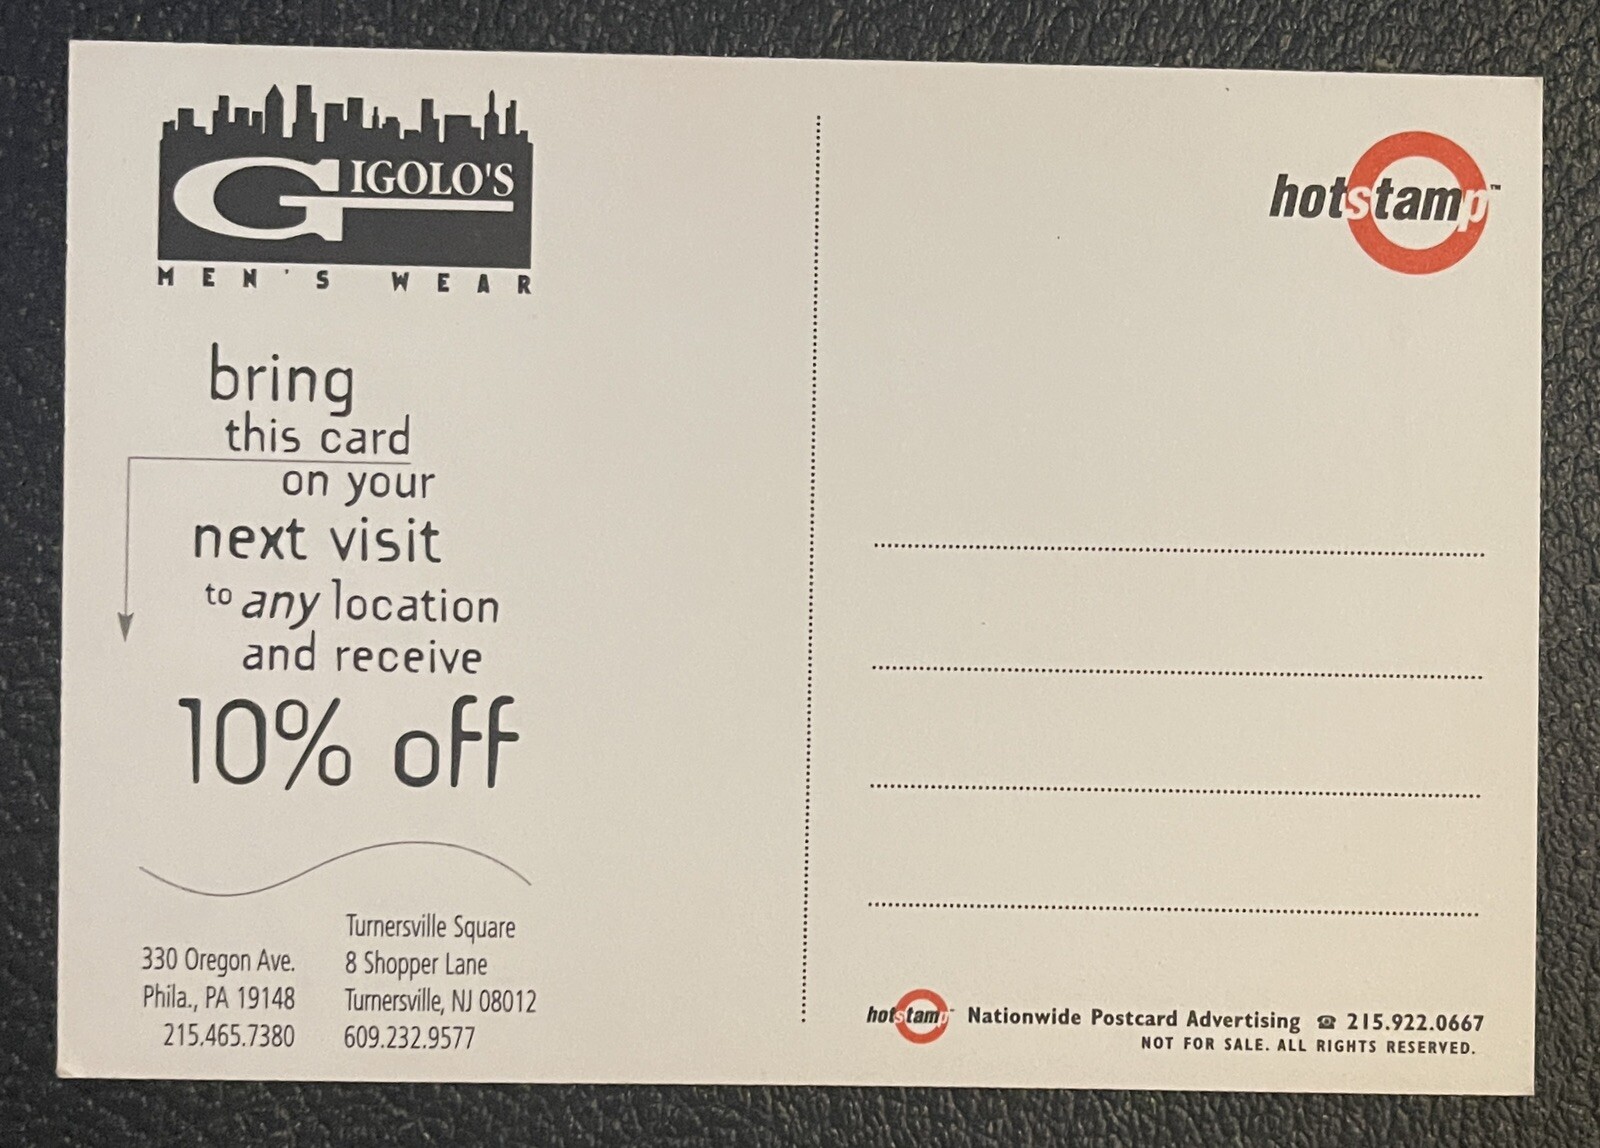 GIGOLO'S
MEN'S WEAR
bring
this card
on your
next visit
to any location
and receive
10% off
330 Oregon Ave.
Phila., PA 19148
215.465.7380
Turnersville Square
8 Shopper Lane
Turnersville, NJ 08012
609.232.9577
hotstamp™
hotstamp™ Nationwide Postcard Advertising ☎ 215.922.0667
NOT FOR SALE. ALL RIGHTS RESERVED.